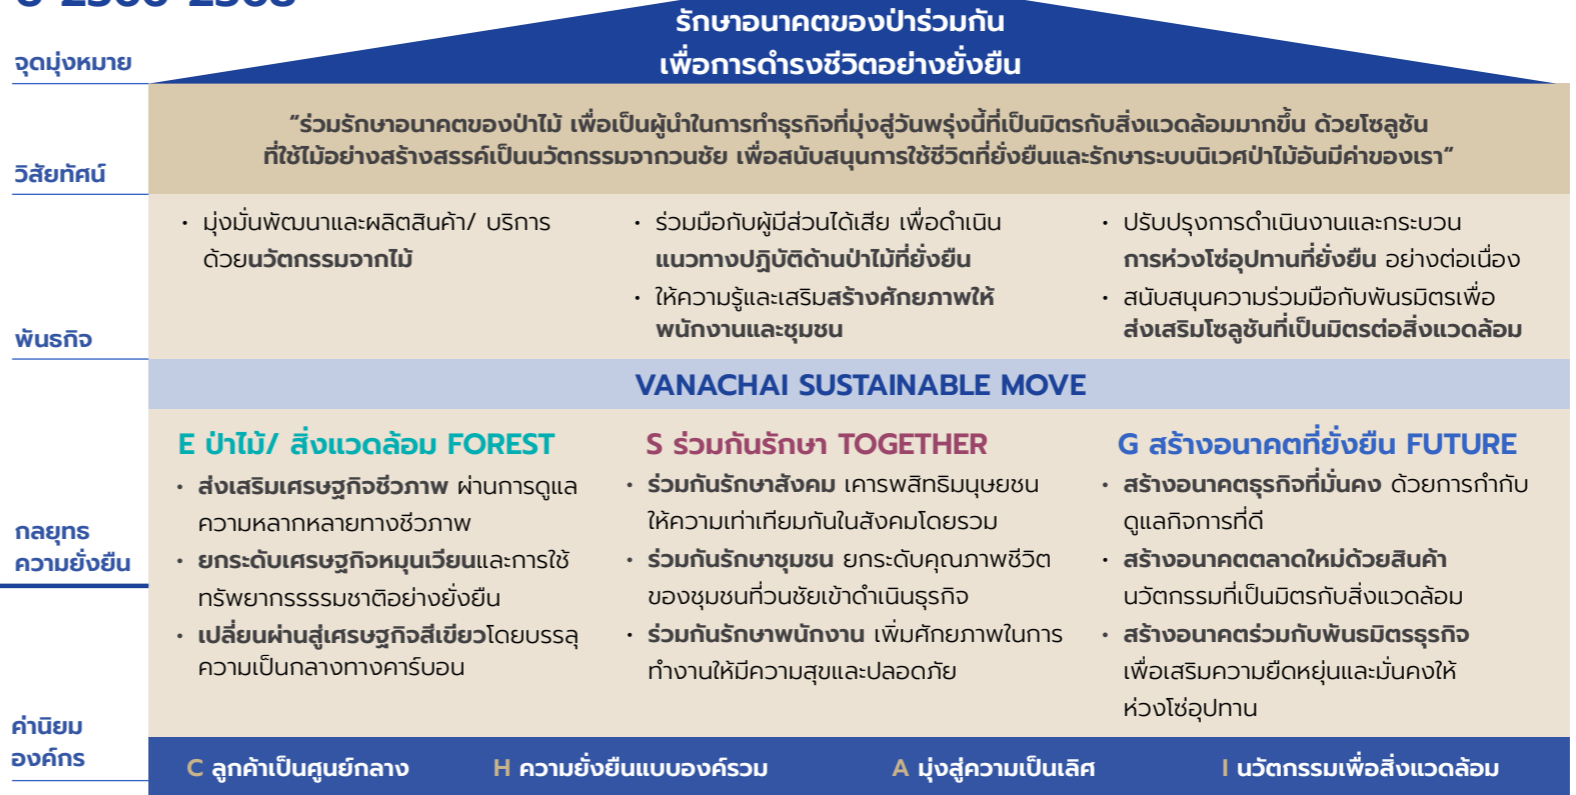 รักษาอนาคตของป่าร่วมกัน
เพื่อการดำรงชีวิตอย่างยั่งยืน
จุดมุ่งหมาย
วิสัยทัศน์
"ร่วมรักษาอนาคตของป่าไม้ เพื่อเป็นผู้นำในการทำธุรกิจที่มุ่งสู่วันพรุ่งนี้ที่เป็นมิตรกับสิ่งแวดล้อมมากขึ้น ด้วยโซลูชัน
ที่ใช้ไม้อย่างสร้างสรรค์เป็นนวัตกรรมจากวนชัย เพื่อสนับสนุนการใช้ชีวิตที่ยั่งยืนและรักษาระบบนิเวศป่าไม้อันมีค่าของเรา"
พันธกิจ
• มุ่งมั่นพัฒนาและผลิตสินค้า/ บริการ
ด้วยนวัตกรรมจากไม้
• ร่วมมือกับผู้มีส่วนได้เสีย เพื่อดำเนิน
แนวทางปฏิบัติด้านป่าไม้ที่ยั่งยืน
• ให้ความรู้และเสริมสร้างศักยภาพให้
พนักงานและชุมชน
• ปรับปรุงการดำเนินงานและกระบวน
การห่วงโซ่อุปทานที่ยั่งยืน อย่างต่อเนื่อง
• สนับสนุนความร่วมมือกับพันธมิตรเพื่อ
ส่งเสริมโซลูชันที่เป็นมิตรต่อสิ่งแวดล้อม
VANACHAI SUSTAINABLE MOVE
กลยุทธ
ความยั่งยืน
E ป่าไม้/ สิ่งแวดล้อม FOREST
• ส่งเสริมเศรษฐกิจชีวภาพ ผ่านการดูแล
ความหลากหลายทางชีวภาพ
• ยกระดับเศรษฐกิจหมุนเวียนและการใช้
ทรัพยากรรรรมชาติอย่างยั่งยืน
• เปลี่ยนผ่านสู่เศรษฐกิจสีเขียวโดยบรรลุ
ความเป็นกลางทางคาร์บอน
S ร่วมกันรักษา TOGETHER
• ร่วมกันรักษาสังคม เคารพสิทธิมนุษยชน
ให้ความเท่าเทียมกันในสังคมโดยรวม
• ร่วมกันรักษาชุมชน ยกระดับคุณภาพชีวิต
ของชุมชนที่วนชัยเข้าดำเนินธุรกิจ
• ร่วมกันรักษาพนักงาน เพิ่มศักยภาพในการ
ทำงานให้มีความสุขและปลอดภัย
G สร้างอนาคตที่ยั่งยืน FUTURE
• สร้างอนาคตธุรกิจที่มั่นคง ด้วยการกำกับ
ดูแลกิจการที่ดี
• สร้างอนาคตตลาดใหม่ด้วยสินค้า
นวัตกรรมที่เป็นมิตรกับสิ่งแวดล้อม
• สร้างอนาคตร่วมกับพันธมิตรธุรกิจ
เพื่อเสริมความยืดหยุ่นและมั่นคงให้
ห่วงโซ่อุปทาน
ค่านิยม
องค์กร
C ลูกค้าเป็นศูนย์กลาง
H ความยั่งยืนแบบองค์รวม
A มุ่งสู่ความเป็นเลิศ
I นวัตกรรมเพื่อสิ่งแวดล้อม